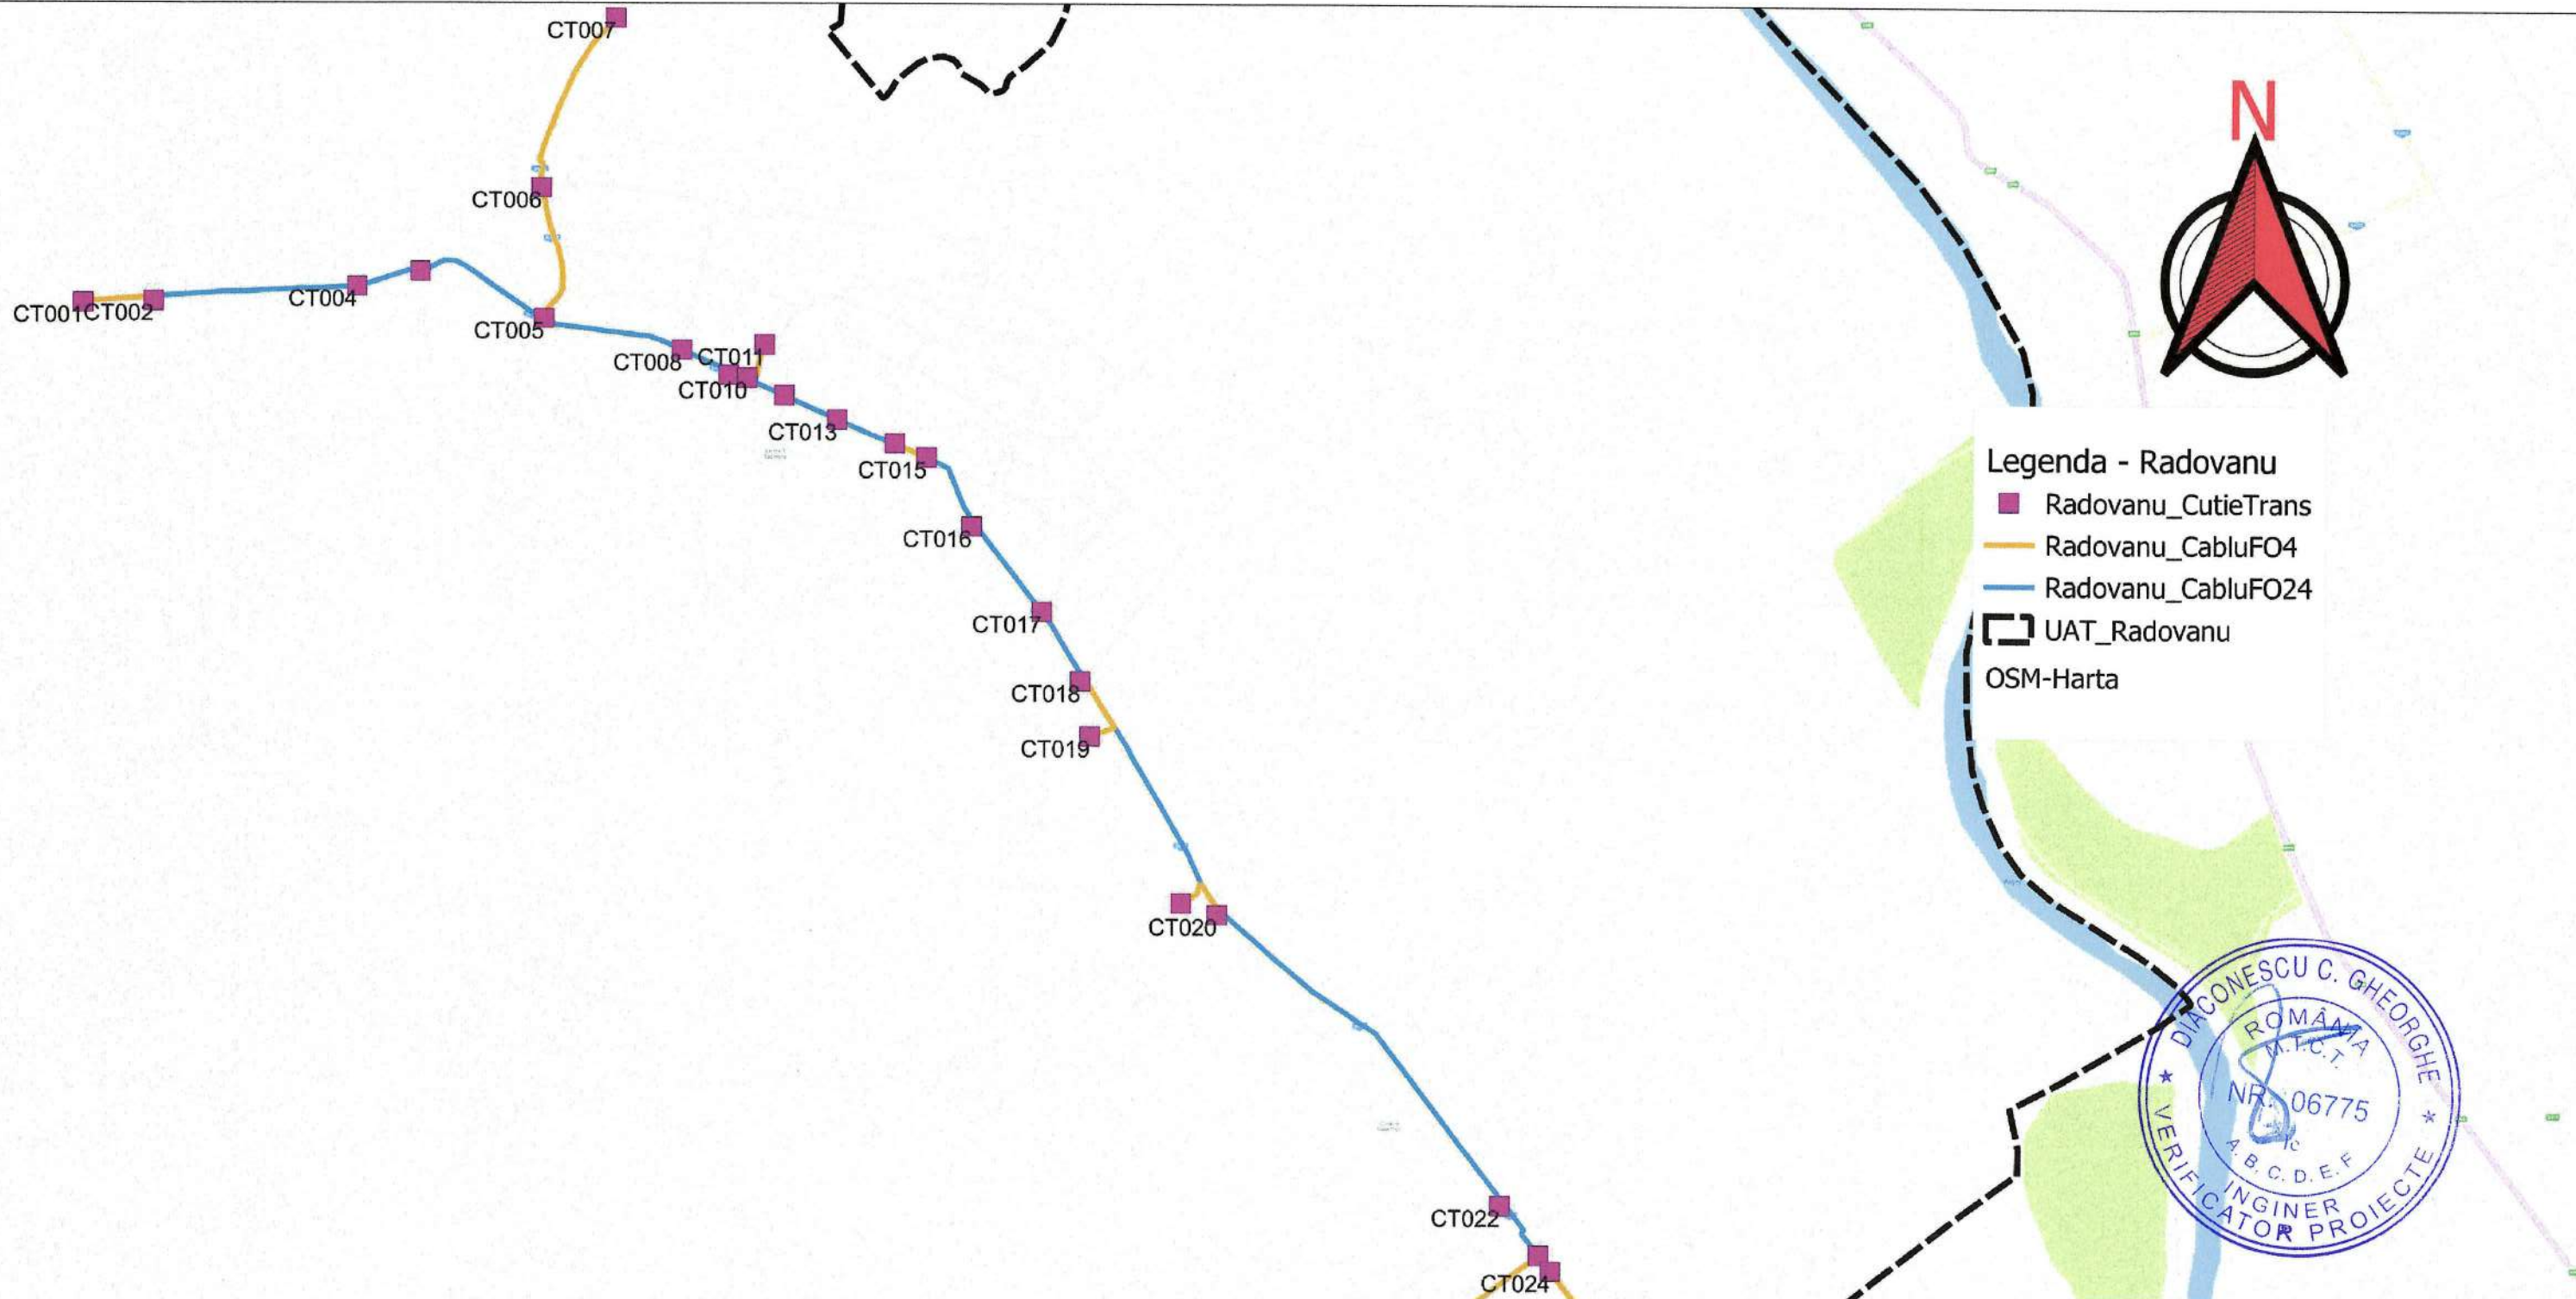 CT007
N
CT006
CT004
CT001
CT002
CT005
CT008
CT011
CT010
CT013
CT015
CT016
CT017
CT018
CT019
CT020
CT022
CT024
Legenda - Radovanu
Radovanu_CutieTrans
Radovanu_CabluFO4
Radovanu_CabluFO24
UAT_Radovanu
OSM-Harta
DIACONESCU C. GHEORGHE
ROMÂNIA
M.T.C.T.
NR. 06775
Ic
A. B. C. D. E. F
INGINER
* VERIFICATOR PROIECTE *